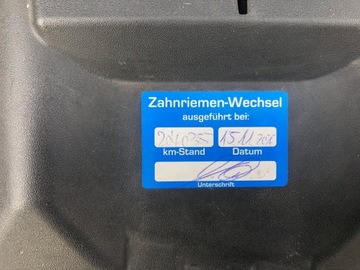 Zahnriemen-Wechsel
ausgeführt bei:
km-Stand Datum
Unterschrift